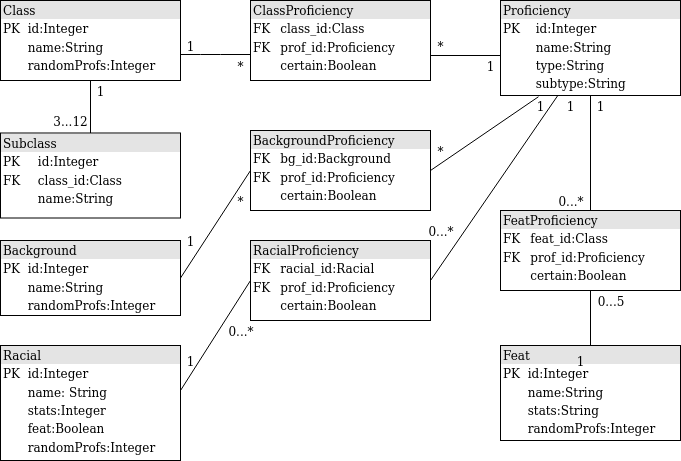 Class
PK id:Integer
name:String
randomProfs:Integer
1
3...12
Subclass
PK id:Integer
FK class_id:Class
name:String
Background
PK id:Integer
name:String
randomProfs:Integer
1
Racial
PK id:Integer
name: String
stats:Integer
feat:Boolean
randomProfs:Integer
1
1
*
ClassProficiency
FK class_id:Class
FK prof_id:Proficiency
certain:Boolean
*
1
BackgroundProficiency
FK bg_id:Background
FK prof_id:Proficiency
certain:Boolean
*
*
RacialProficiency
FK racial_id:Racial
FK prof_id:Proficiency
certain:Boolean
0...*
0...*
Proficiency
PK id:Integer
name:String
type:String
subtype:String
1 1 1
0...*
FeatProficiency
FK feat_id:Class
FK prof_id:Proficiency
certain:Boolean
0...5
Feat
1
PK id:Integer
name:String
stats:String
randomProfs:Integer